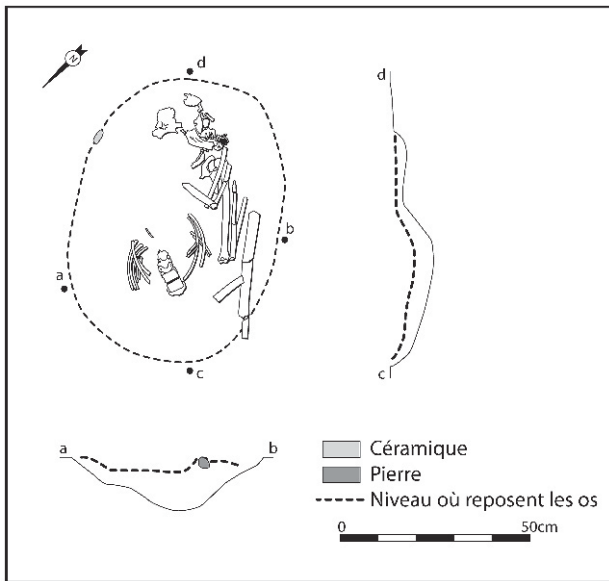 N
d
b
a
c
d
c
a
b
Céramique
Pierre
Niveau où reposent les os
0
50cm